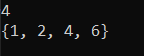 4
{1, 2, 4, 6}